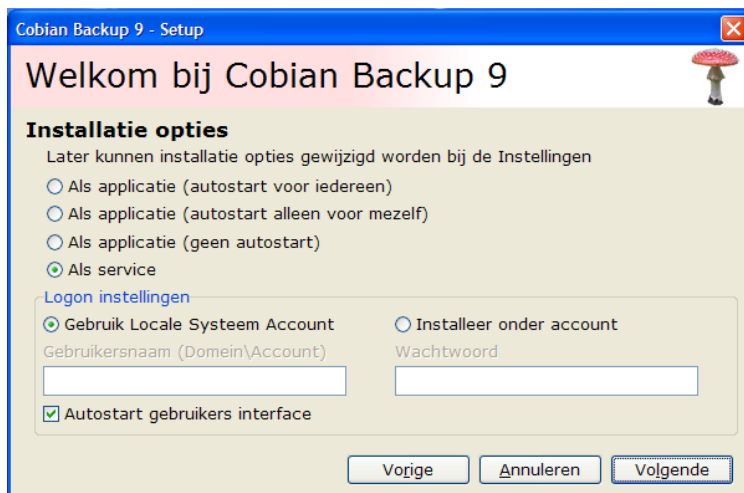 Cobian Backup 9 - Setup
Welkom bij Cobian Backup 9
Installatie opties
Later kunnen installatie opties gewijzigd worden bij de Instellingen
Als applicatie (autostart voor iedereen)
Als applicatie (autostart alleen voor mezelf)
Als applicatie (geen autostart)
Als service
Logon instellingen
Gebruik Locale Systeem Account
Installeer onder account
Gebruikersnaam (Domein\Account)
Wachtwoord
Autostart gebruikers interface
Vorige
Annuleren
Volgende